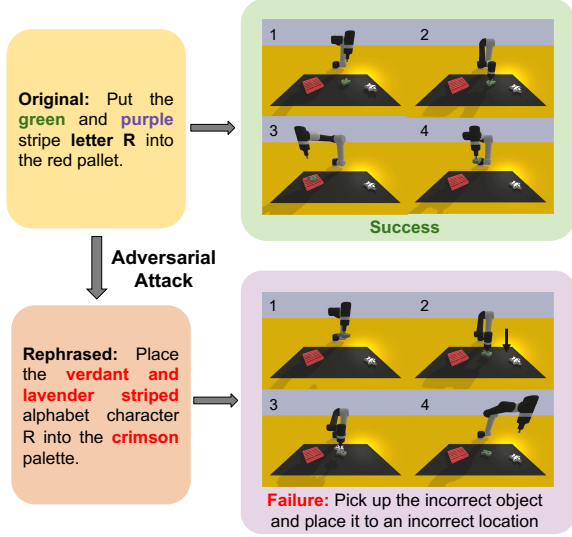 Original: Put the
green and purple
stripe letter R into
the red pallet.
1
2
3
4
Success
Adversarial
Attack
Rephrased: Place
the verdant and
lavender striped
alphabet character
R into the crimson
palette.
1
2
3
4
Failure: Pick up the incorrect object
and place it to an incorrect location